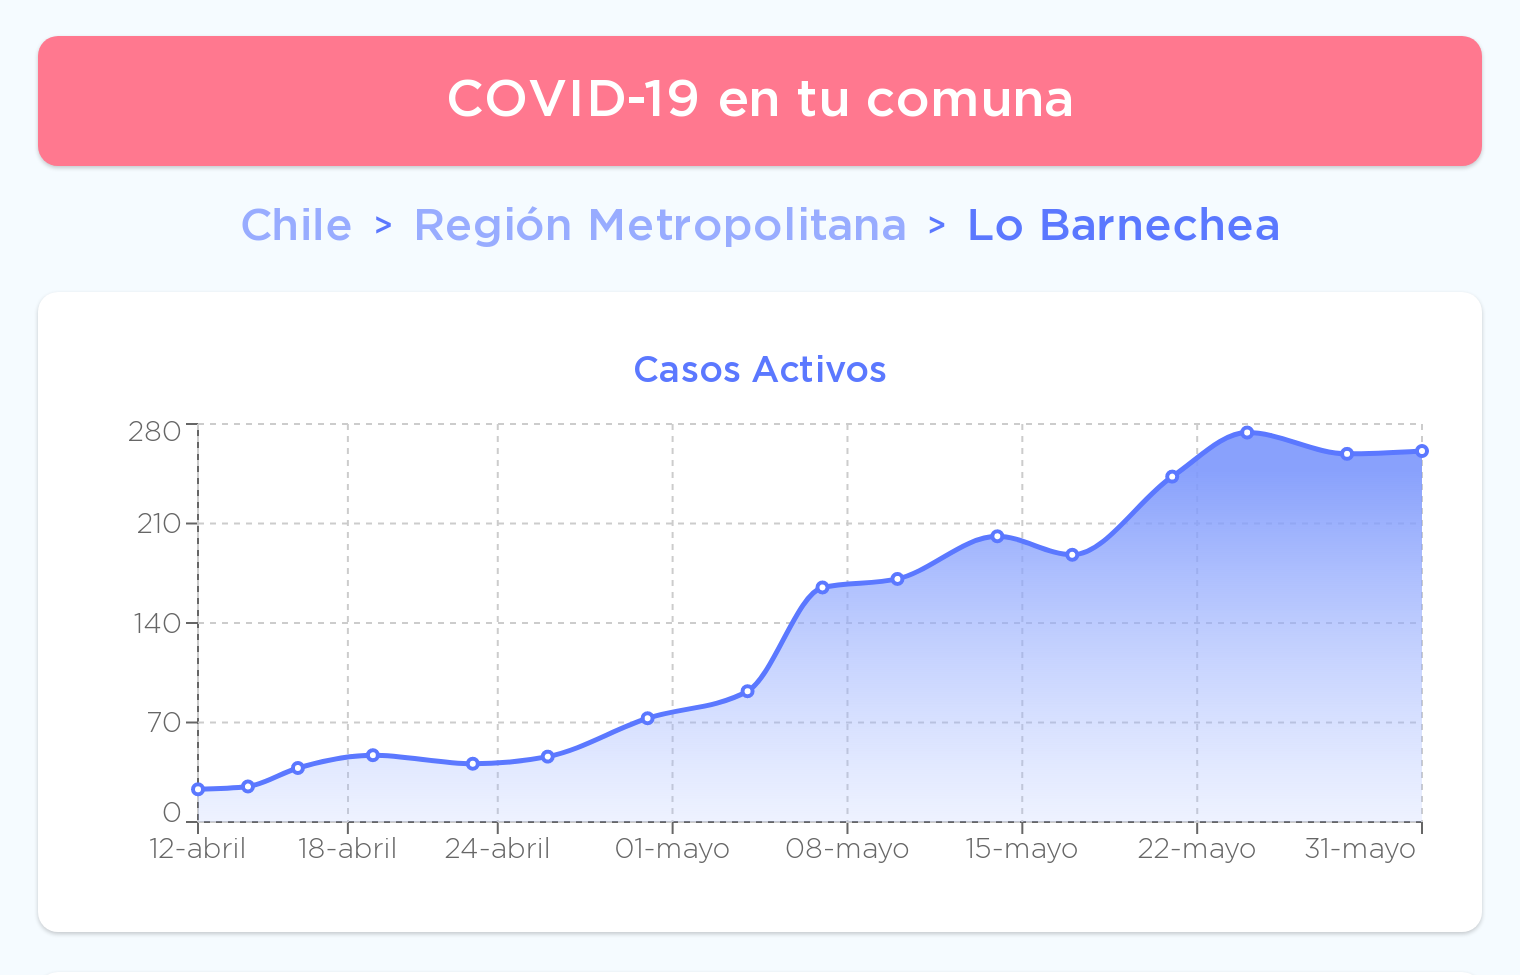 COVID-19 en tu comuna
Chile > Región Metropolitana > Lo Barnechea
Casos Activos
280
210
140
70
0
12-abril 18-abril 24-abril 01-mayo 08-mayo 15-mayo 22-mayo 31-mayo